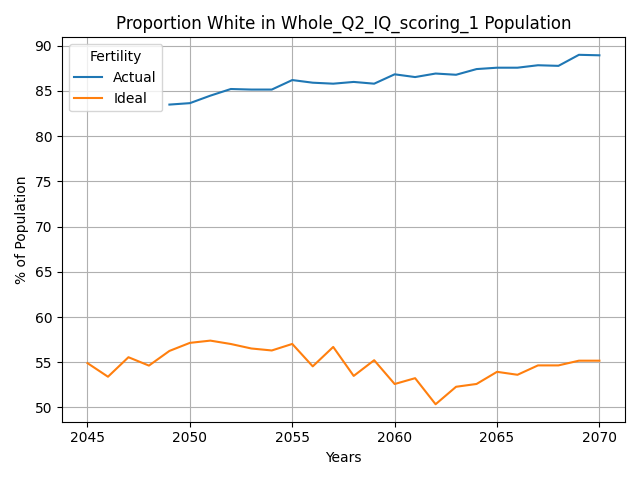 Proportion White in Whole_Q2_IQ_scoring_1 Population
Fertility
Actual
Ideal
% of Population
90
85
80
75
70
65
60
55
50
2045 2050 2055 2060 2065 2070
Years